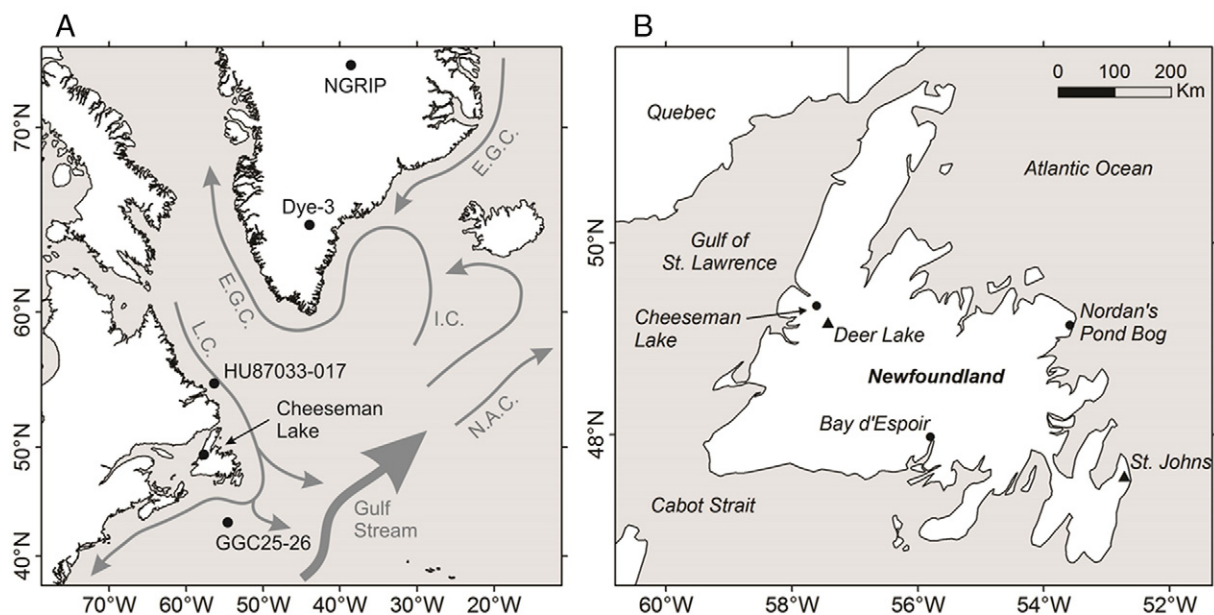 A
NGRIP
E.G.C.
Dye-3
E.G.C.
I.C.
L.C.
HU87033-017
N.A.C.
Cheeseman
Lake
Gulf
Stream
GGC25-26
70°N
60°N
50°N
40°N
70°W
60°W
50°W
40°W
30°W
20°W
B
0
100
200
Km
Quebec
Atlantic Ocean
Gulf of
St. Lawrence
Cheeseman
Lake
Deer Lake
Nordan's
Pond Bog
Newfoundland
Bay d'Espoir
St. Johns
Cabot Strait
50°N
48°N
60°W
58°W
56°W
54°W
52°W